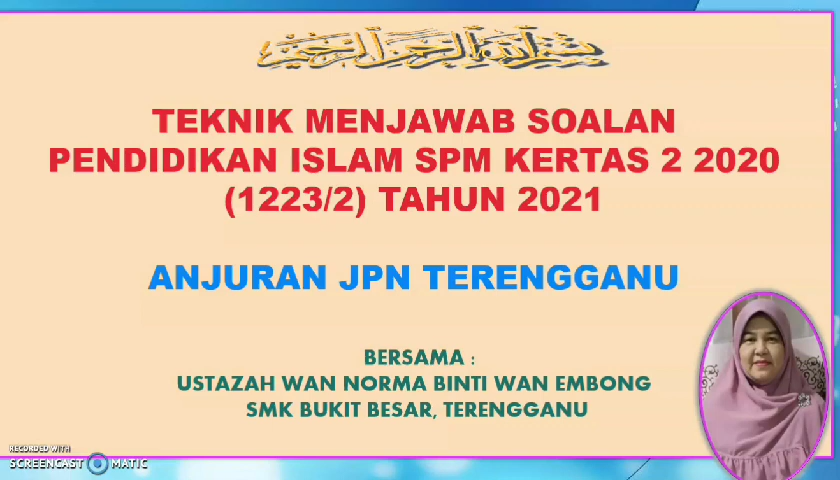 بسم الله الرحمن الرحيم
TEKNIK MENJAWAB SOALAN
PENDIDIKAN ISLAM SPM KERTAS 2 2020
(1223/2) TAHUN 2021
ANJURAN JPN TERENGGANU
BERSAMA :
USTAZAH WAN NORMA BINTI WAN EMBONG
SMK BUKIT BESAR, TERENGGANU
RECORDED WITH
SCREENCAST MATIC